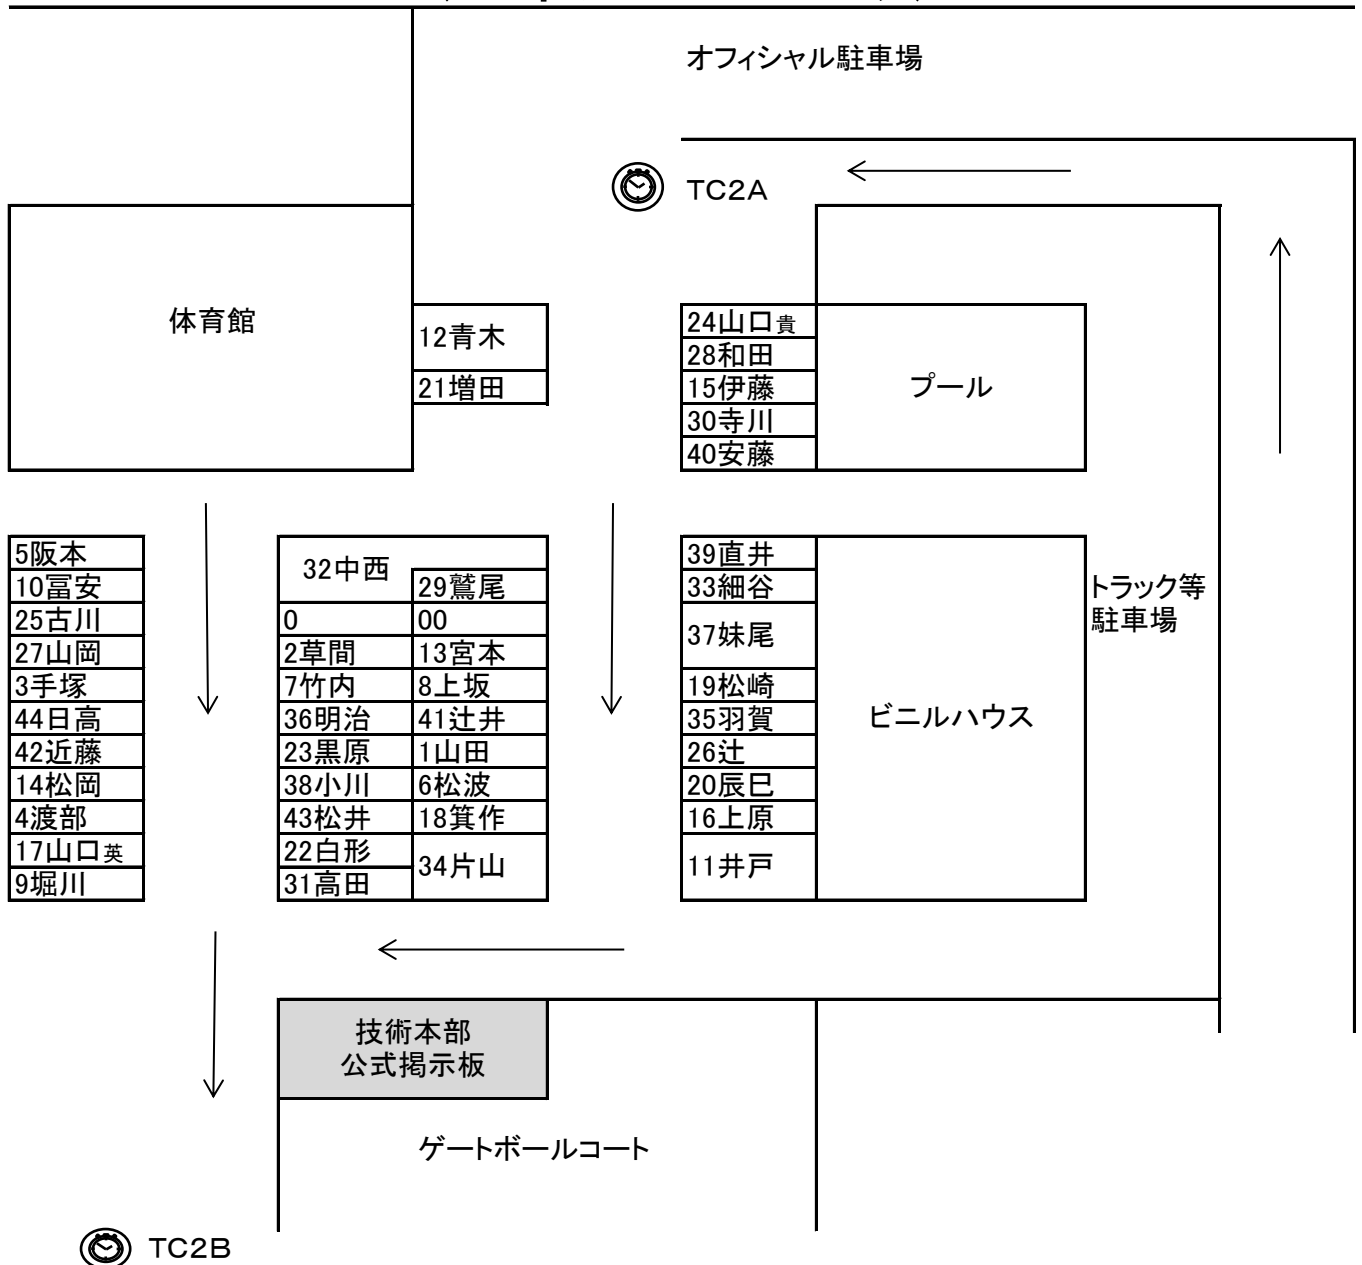 オフィシャル駐車場
TC2A
体育館
12青木
21増田
24山口貴
28和田
15伊藤
30寺川
40安藤
プール
5阪本
10冨安
25古川
27山岡
3手塚
44日高
42近藤
14松岡
4渡部
17山口英
9堀川
32中西
29鷲尾
0
00
2草間
13宮本
7竹内
8上坂
36明治
41辻井
23黒原
1山田
38小川
6松波
43松井
18箕作
22白形
34片山
31高田
39直井
33細谷
37妹尾
19松崎
35羽賀
26辻
20辰巳
16上原
11井戸
ビニルハウス
トラック等
駐車場
技術本部
公式掲示板
ゲートボールコート
TC2B